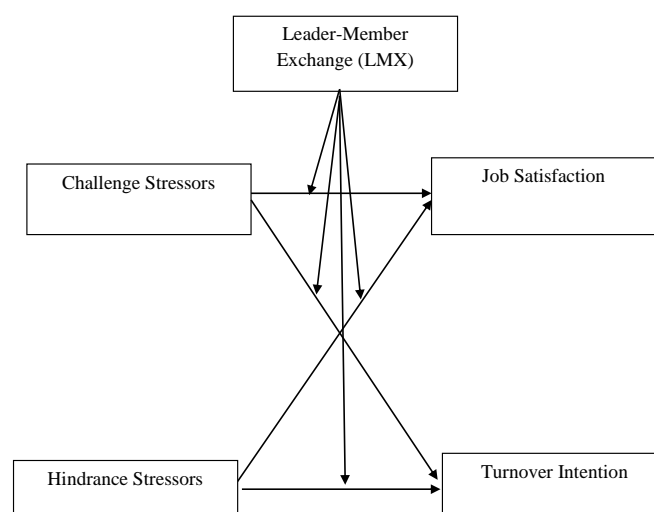 Leader-Member
Exchange (LMX)
Challenge Stressors
Job Satisfaction
Hindrance Stressors
Turnover Intention